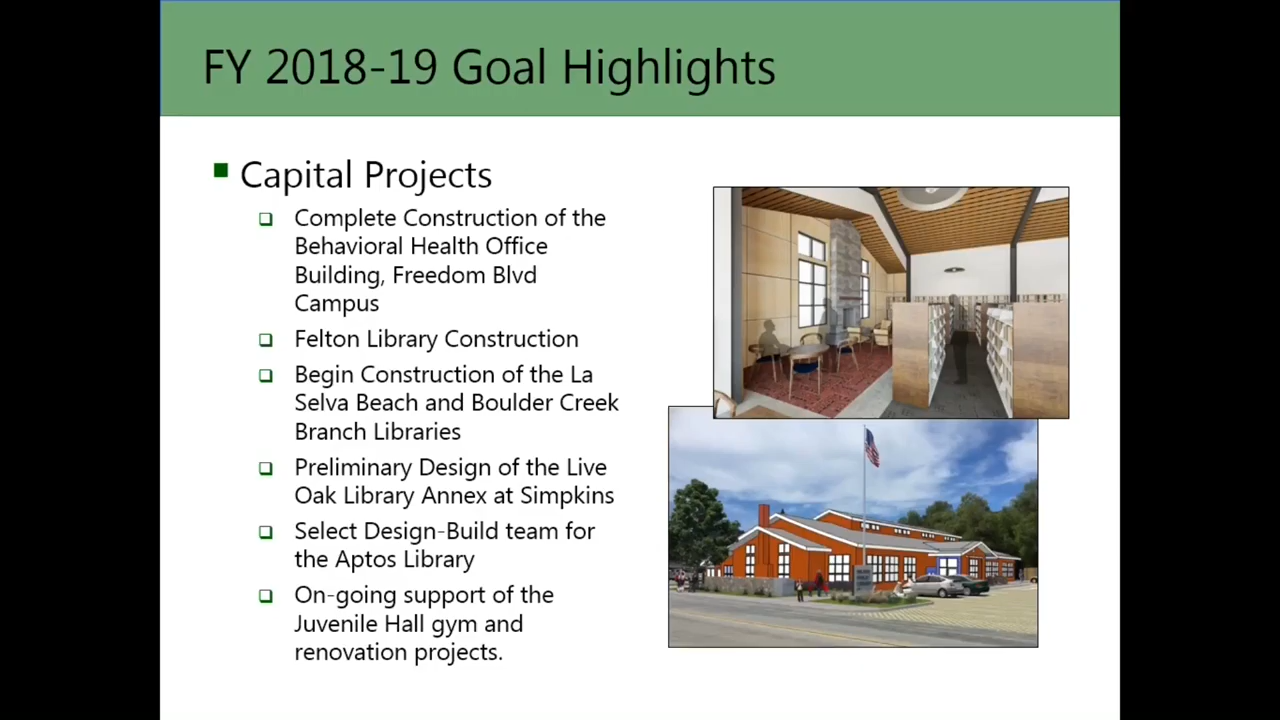 FY 2018-19 Goal Highlights
Capital Projects
Complete Construction of the
Behavioral Health Office
Building, Freedom Blvd
Campus
Felton Library Construction
Begin Construction of the La
Selva Beach and Boulder Creek
Branch Libraries
Preliminary Design of the Live
Oak Library Annex at Simpkins
Select Design-Build team for
the Aptos Library
On-going support of the
Juvenile Hall gym and
renovation projects.